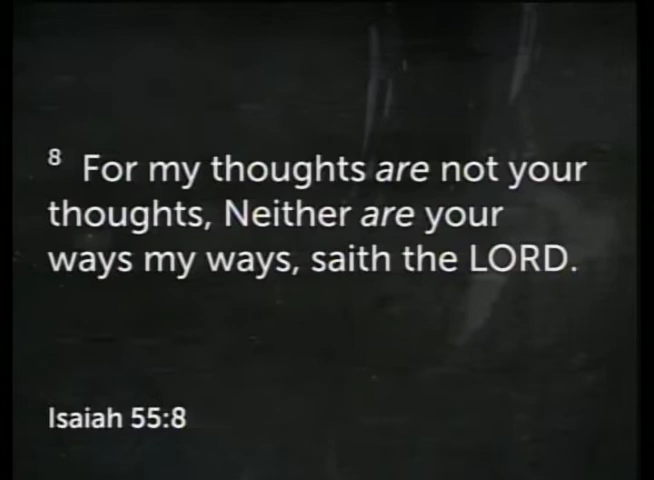 8 For my thoughts are not your
thoughts, Neither are your
ways my ways, saith the LORD.
Isaiah 55:8